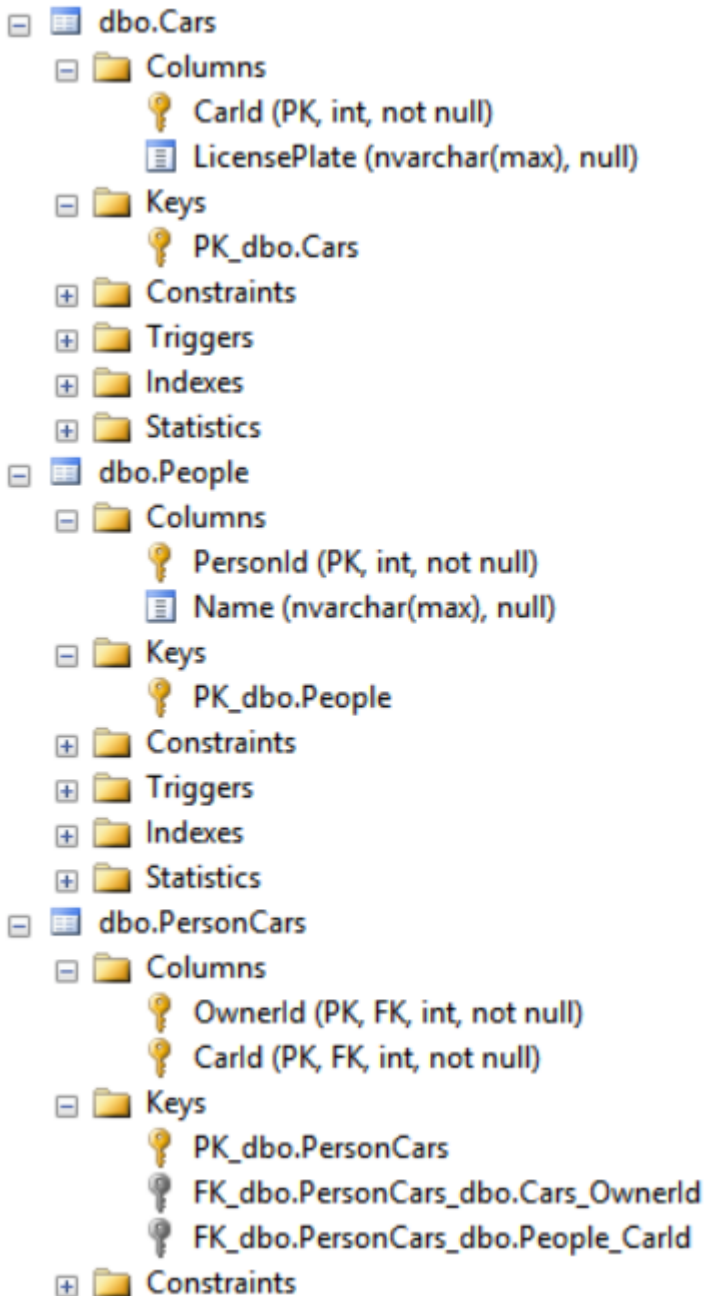 dbo.Cars
Columns
CarId (PK, int, not null)
LicensePlate (nvarchar(max), null)
Keys
PK_dbo.Cars
Constraints
Triggers
Indexes
Statistics
dbo.People
Columns
PersonId (PK, int, not null)
Name (nvarchar(max), null)
Keys
PK_dbo.People
Constraints
Triggers
Indexes
Statistics
dbo.PersonCars
Columns
OwnerId (PK, FK, int, not null)
CarId (PK, FK, int, not null)
Keys
PK_dbo.PersonCars
FK_dbo.PersonCars_dbo.Cars_OwnerId
FK_dbo.PersonCars_dbo.People_CarId
Constraints